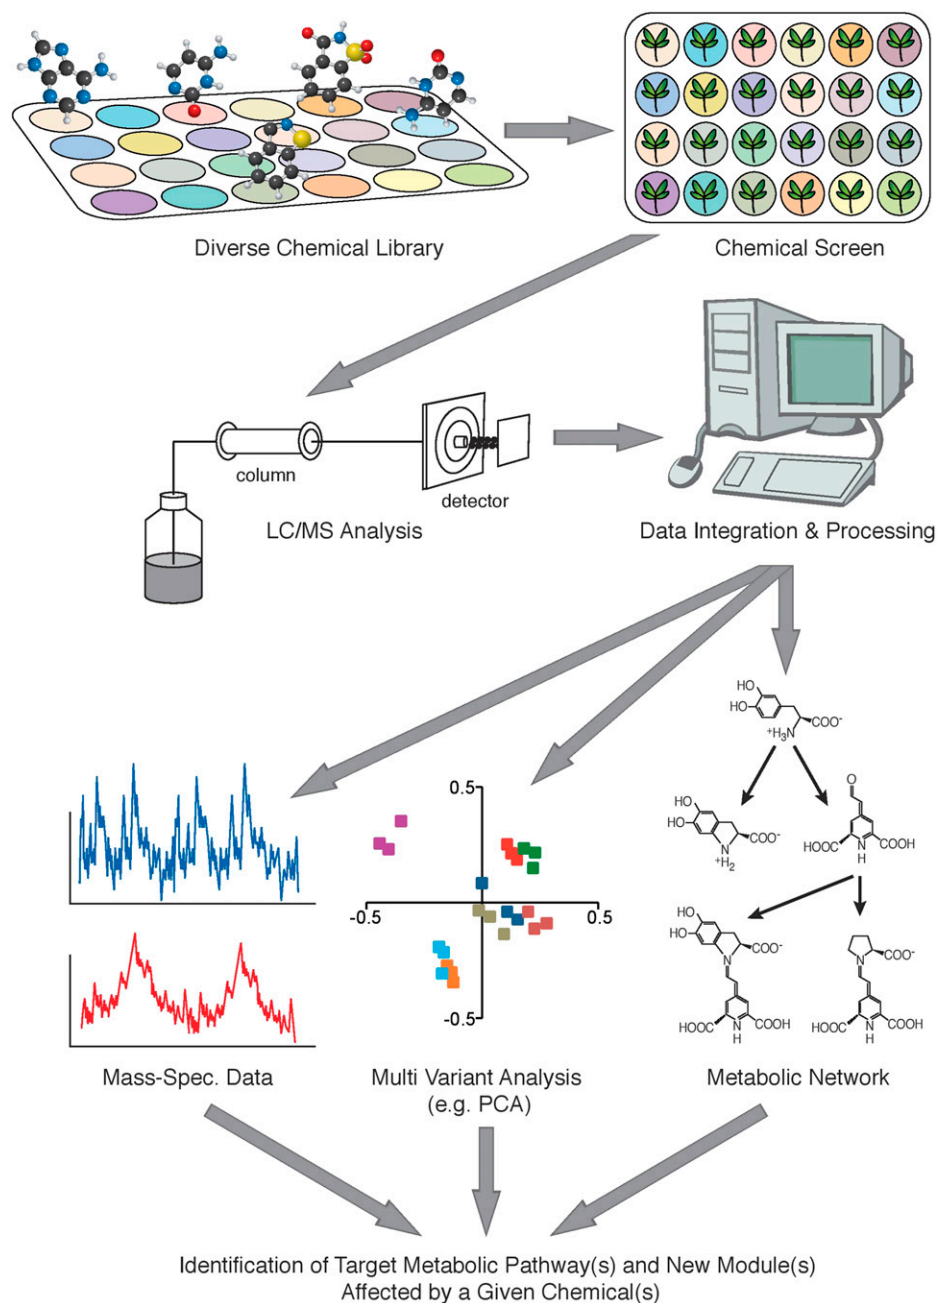 Diverse Chemical Library
Chemical Screen
column
detector
LC/MS Analysis
Data Integration & Processing
HO
HO
COO-
+H3N
0.5
-0.5
0.5
-0.5
HO
HO
COO-
N
+H2
O
HOOC
COOH
N
H
HO
HO
COO-
N
HOOC
COOH
N
H
COO-
N
HOOC
COOH
N
H
Mass-Spec. Data
Multi Variant Analysis
(e.g. PCA)
Metabolic Network
Identification of Target Metabolic Pathway(s) and New Module(s)
Affected by a Given Chemical(s)